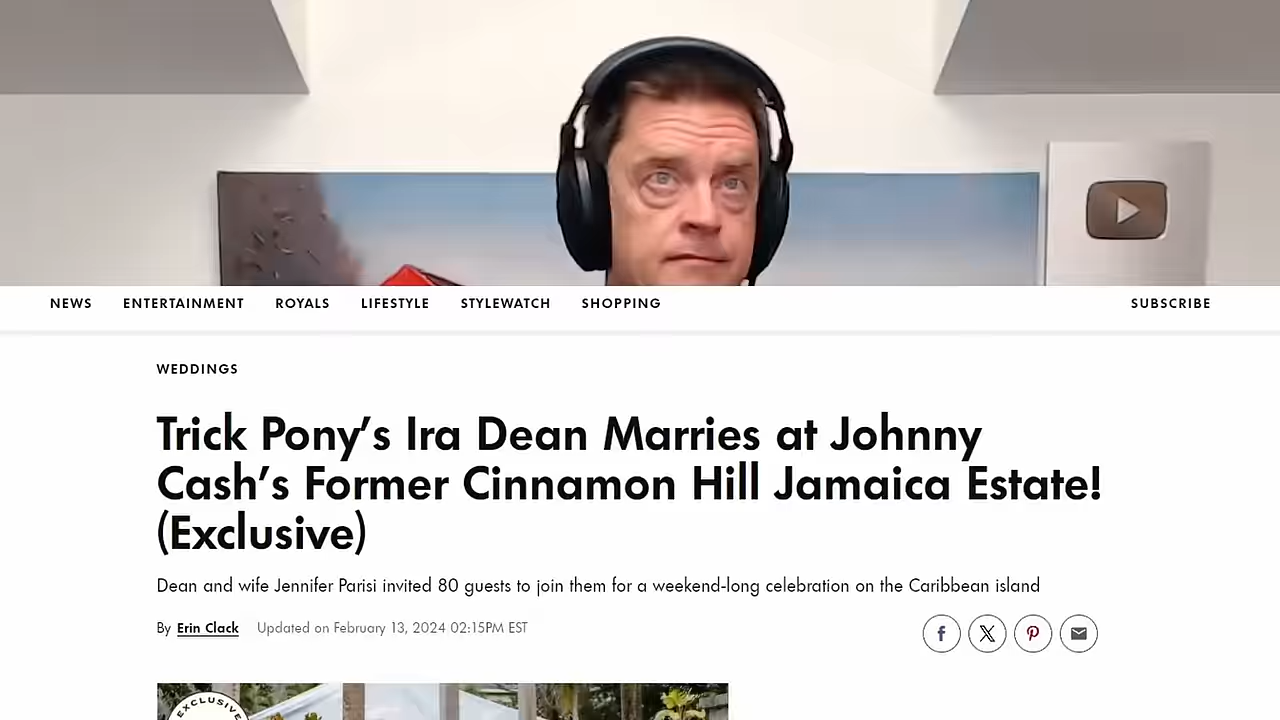 NEWS ENTERTAINMENT ROYALS LIFESTYLE STYLEWATCH SHOPPING SUBSCRIBE
WEDDINGS
Trick Pony’s Ira Dean Marries at Johnny
Cash’s Former Cinnamon Hill Jamaica Estate!
(Exclusive)
Dean and wife Jennifer Parisi invited 80 guests to join them for a weekend-long celebration on the Caribbean island
By Erin Clack Updated on February 13, 2024 02:15PM EST
EXCLUSIVE